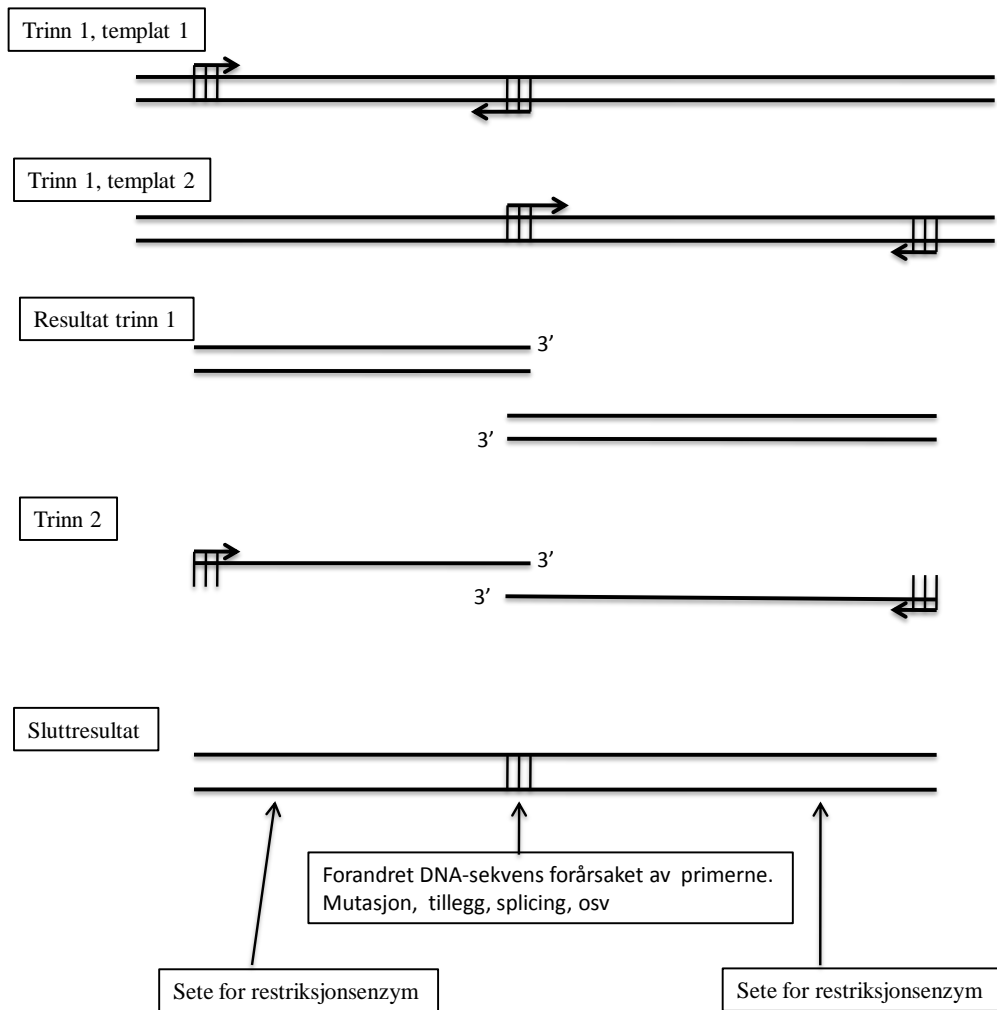 Trinn 1, templat 1
Trinn 1, templat 2
Resultat trinn 1
3’
3’
Trinn 2
3’
3’
Sluttresultat
Forandret DNA-sekvens forårsaket av primerne.
Mutasjon, tillegg, splicing, osv
Sete for restriksjonsenzym
Sete for restriksjonsenzym